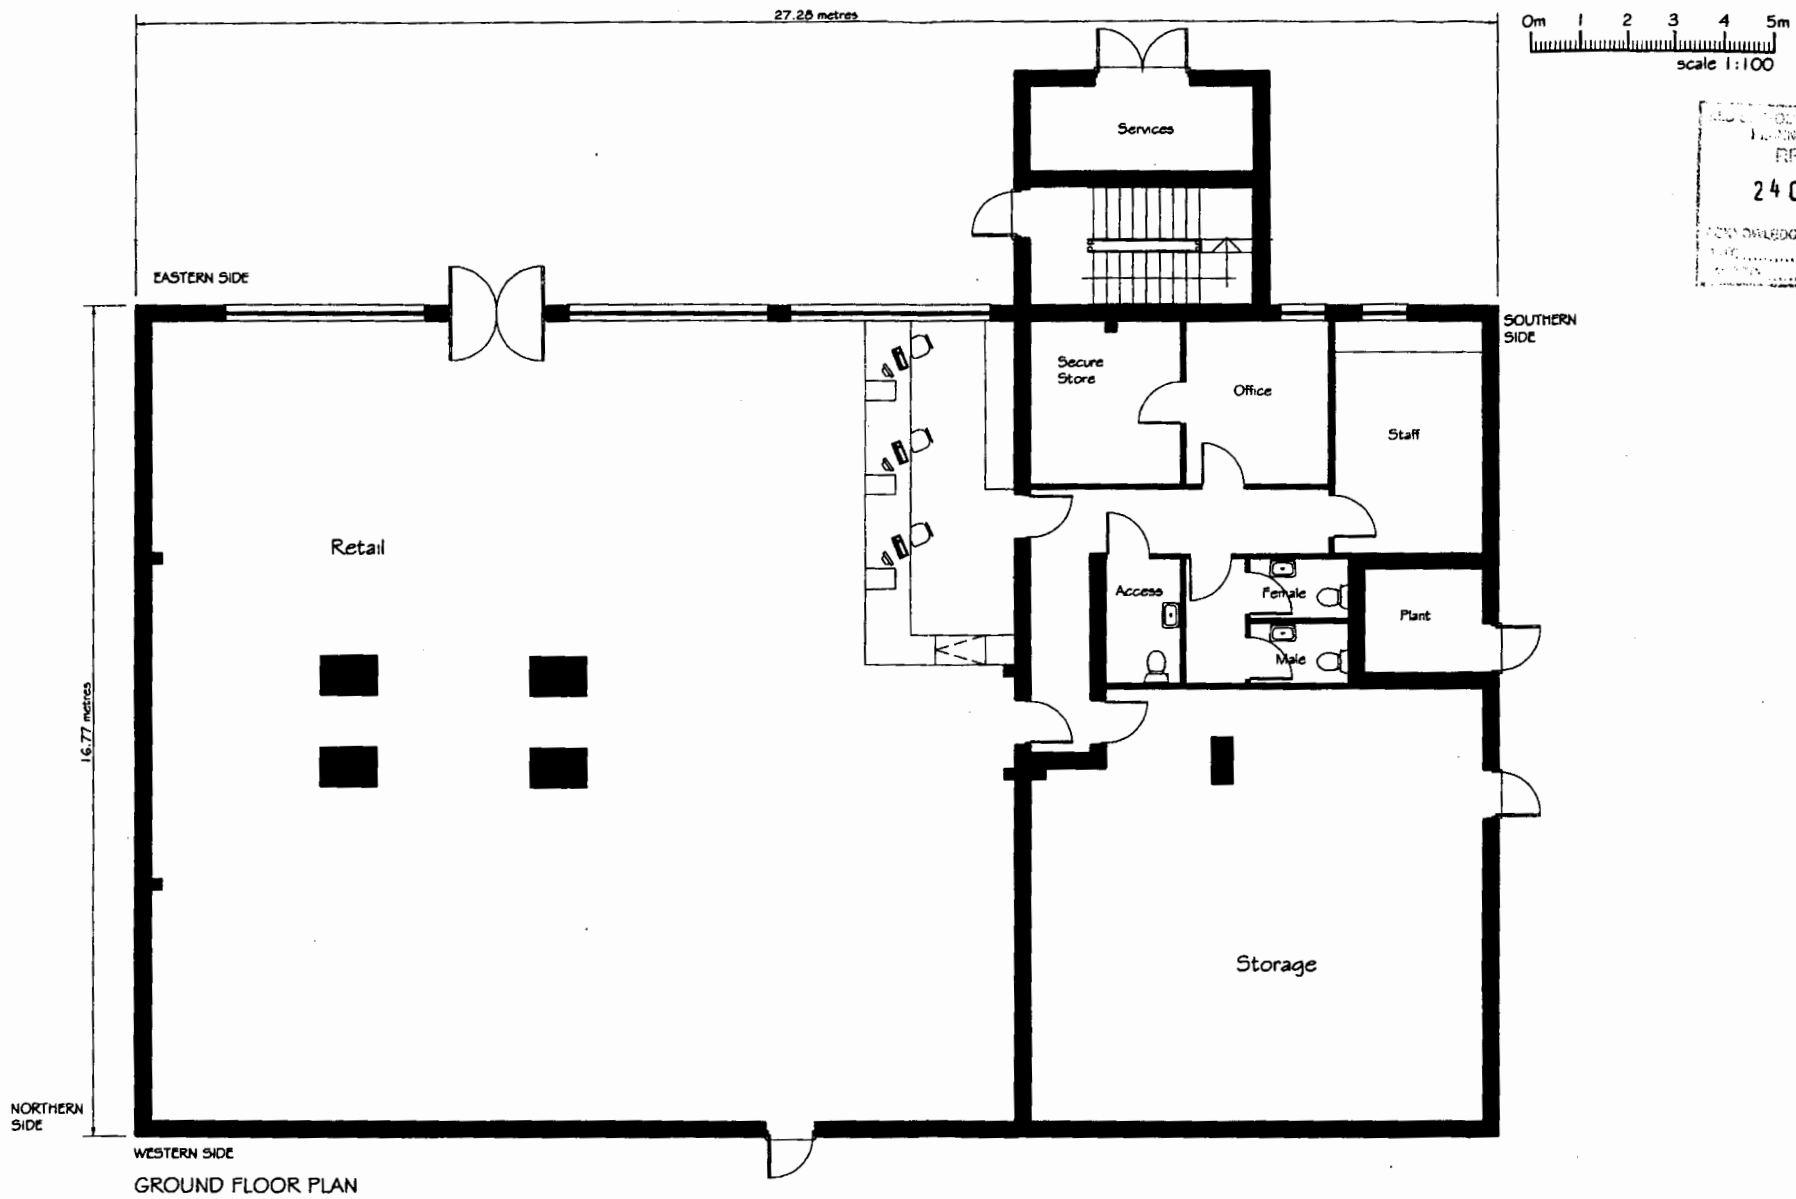 27.28 metres
0m 1 2 3 4 5m
scale 1:100
24
Services
EASTERN SIDE
SOUTHERN
SIDE
Secure
Store
Office
Staff
Retail
Access
Female
Plant
Male
16.77 metres
Storage
NORTHERN
SIDE
WESTERN SIDE
GROUND FLOOR PLAN